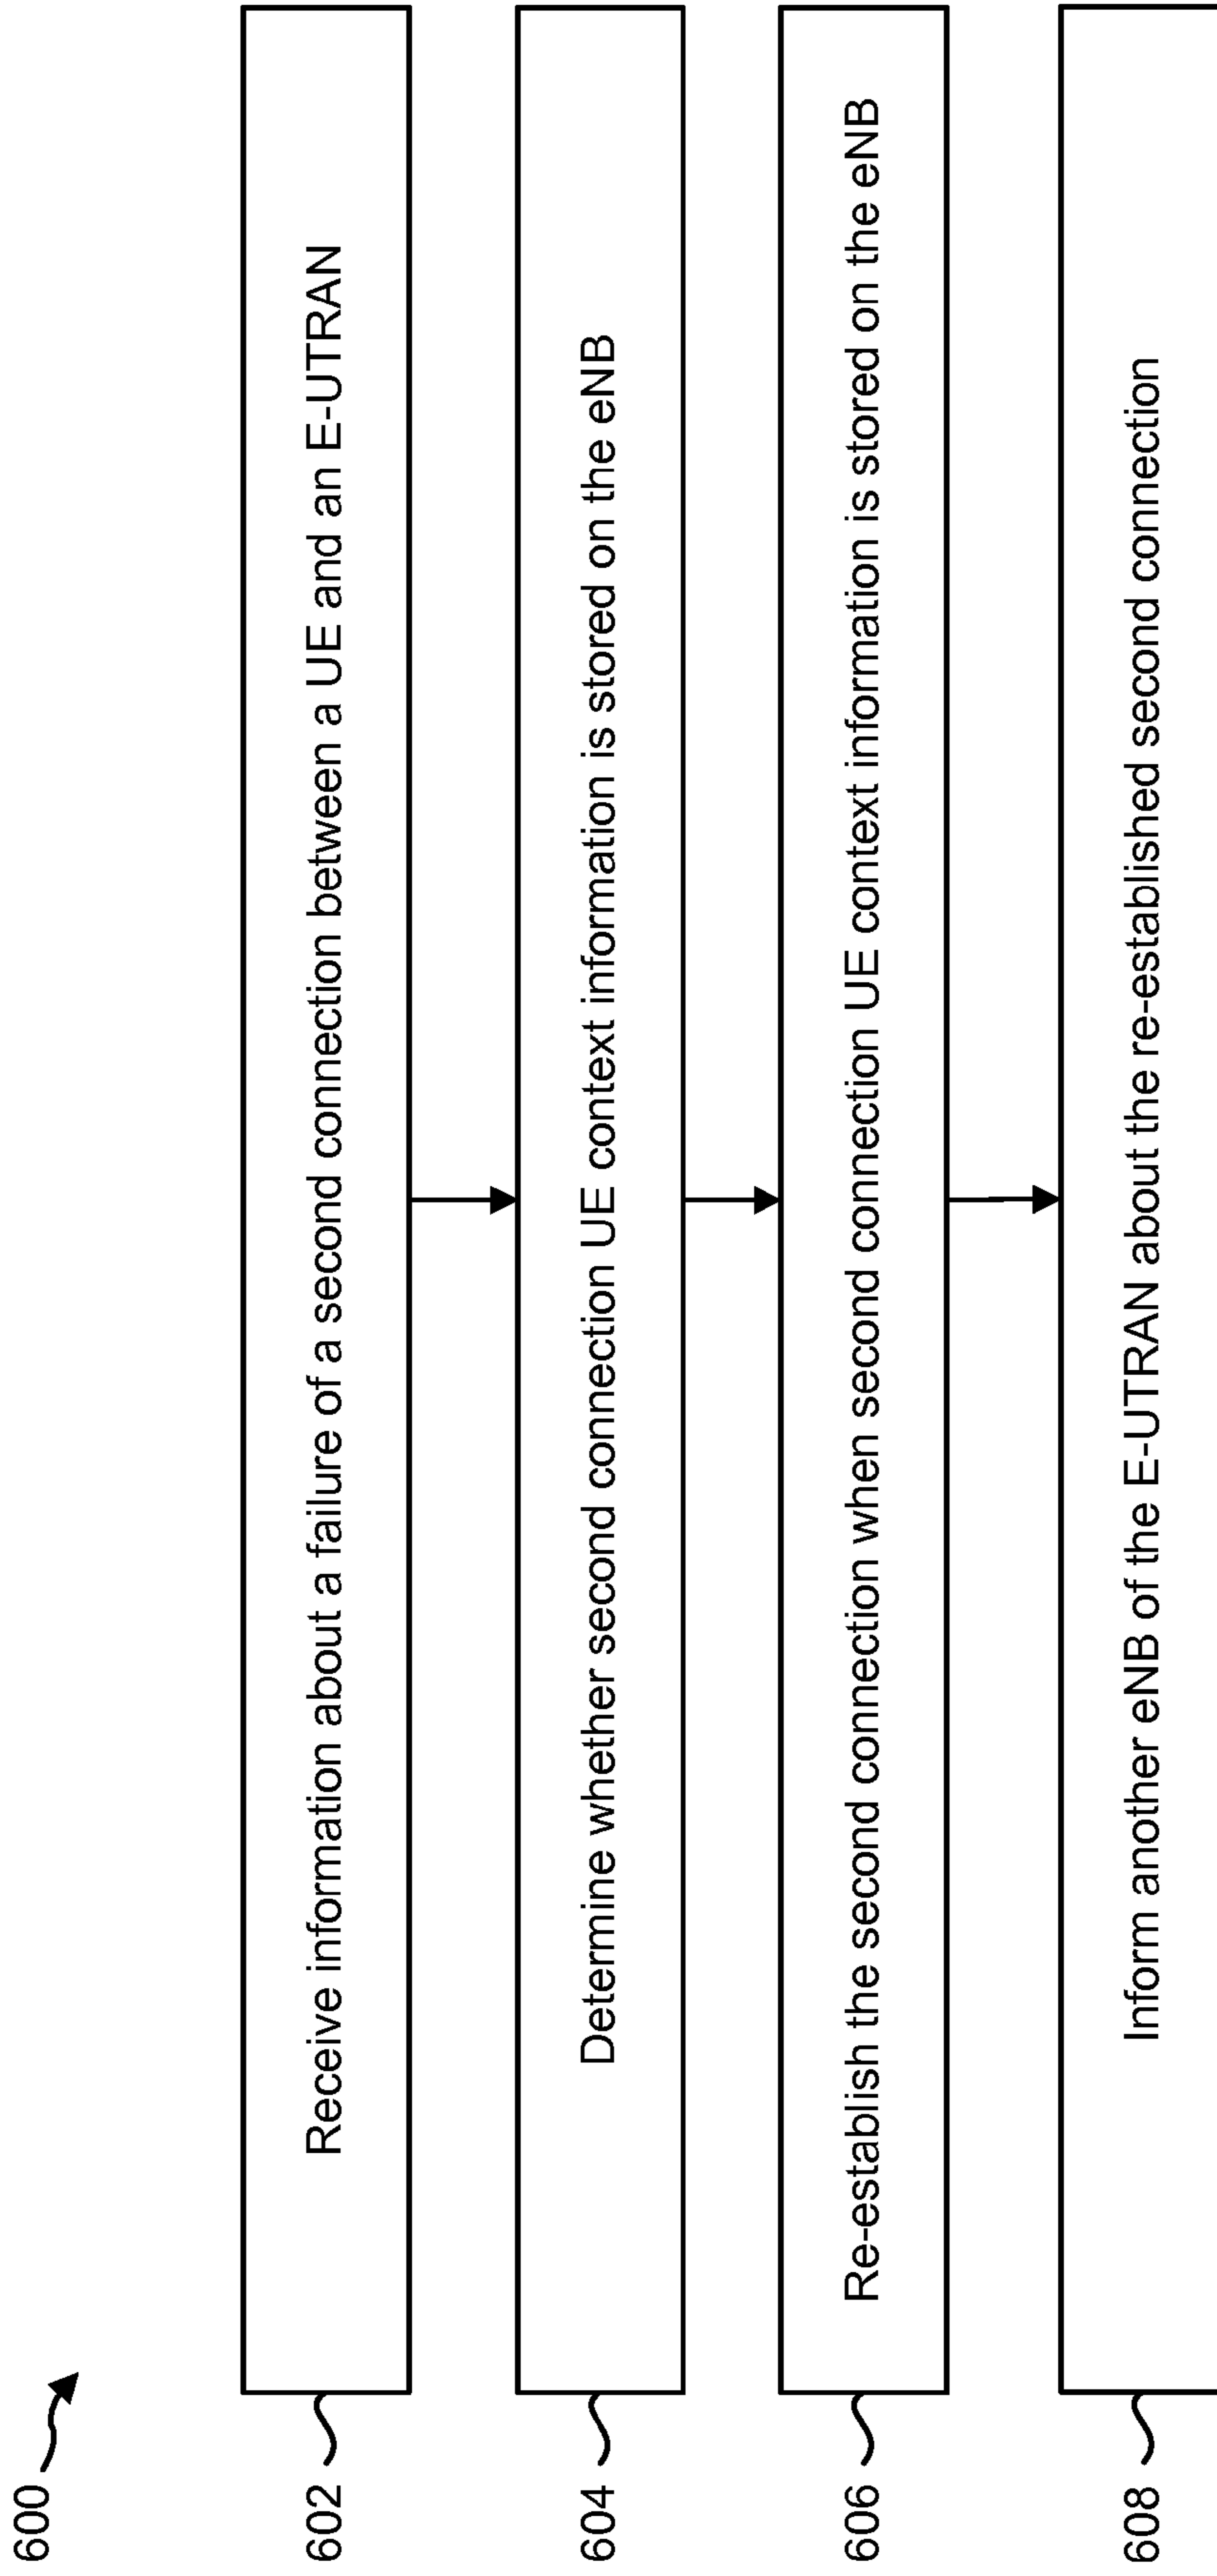 600
602
Receive information about a failure of a second connection between a UE and an E-UTRAN
604
Determine whether second connection UE context information is stored on the eNB
606
Re-establish the second connection when second connection UE context information is stored on the eNB
608
Inform another eNB of the E-UTRAN about the re-established second connection